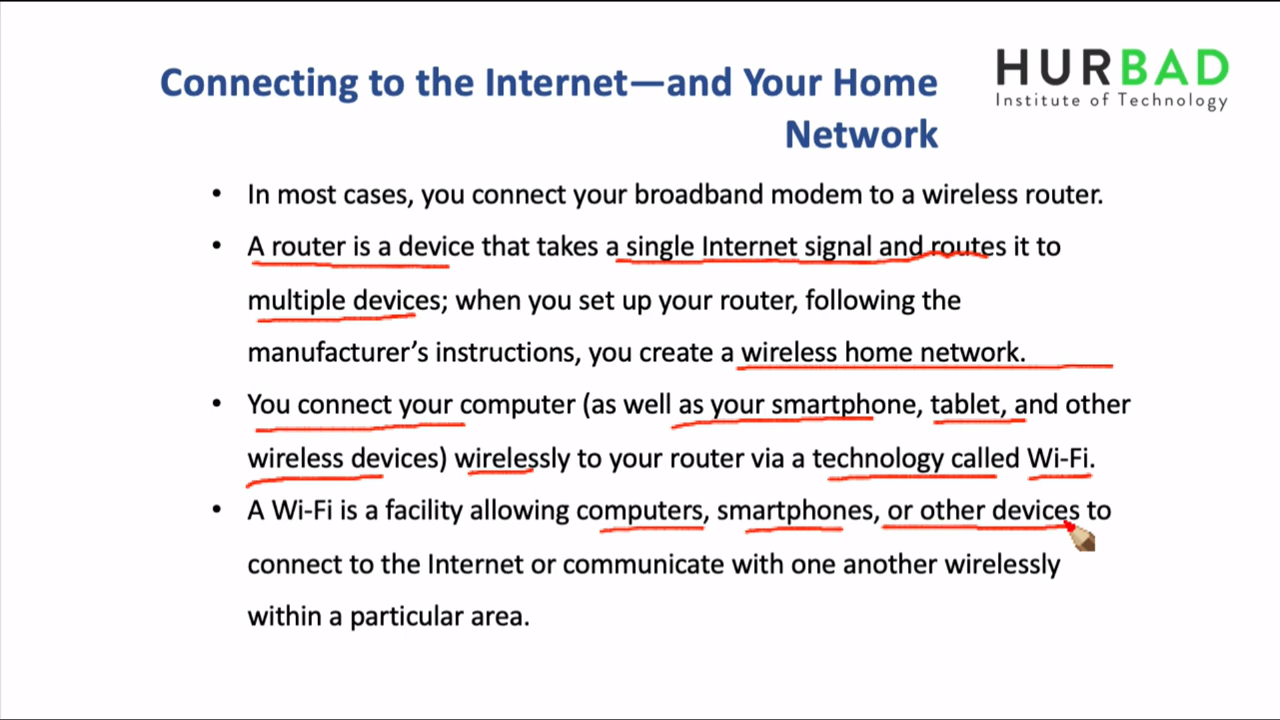 Connecting to the Internet—and Your Home
Network
HURBAD
Institute of Technology
• In most cases, you connect your broadband modem to a wireless router.
• A router is a device that takes a single Internet signal and routes it to
multiple devices; when you set up your router, following the
manufacturer’s instructions, you create a wireless home network.
• You connect your computer (as well as your smartphone, tablet, and other
wireless devices) wirelessly to your router via a technology called Wi-Fi.
• A Wi-Fi is a facility allowing computers, smartphones, or other devices to
connect to the Internet or communicate with one another wirelessly
within a particular area.